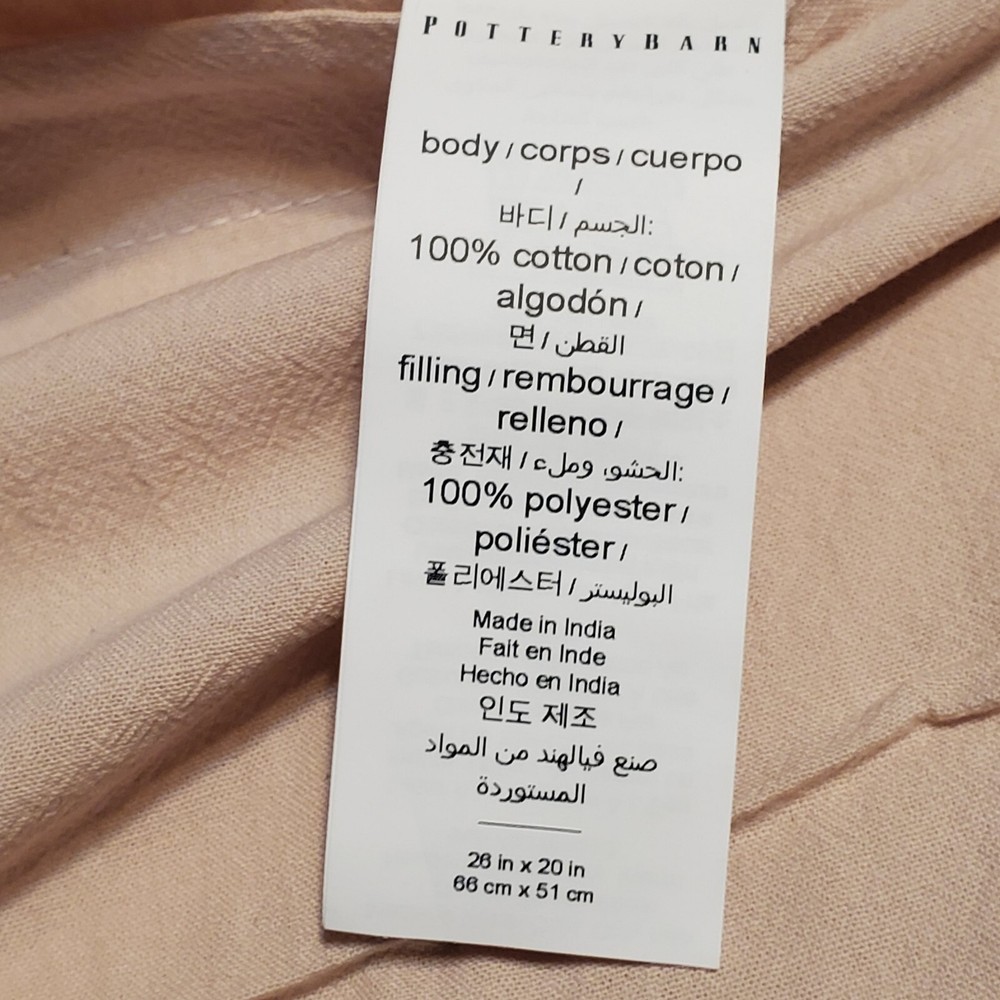 POTTERYBARN
body / corps / cuerpo
/
바디 / الجسم:
100% cotton / coton /
algodón /
면 / القطن
filling / rembourrage /
relleno /
충전재 / الحشو، وملء:
100% polyester /
poliéster /
폴리에스터 / البوليستر
Made in India
Fait en Inde
Hecho en India
인도 제조
صنع فيالهند من المواد
المستوردة
26 in x 20 in
66 cm x 51 cm